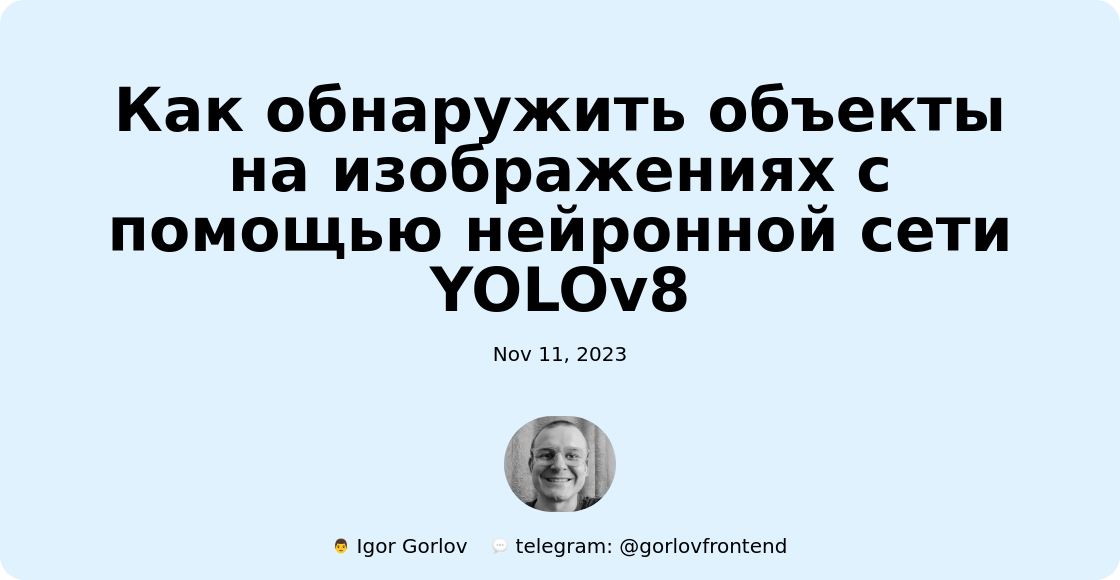 Как обнаружить объекты
на изображениях с
помощью нейронной сети
YOLOv8
Nov 11, 2023
Igor Gorlov telegram: @gorlovfrontend